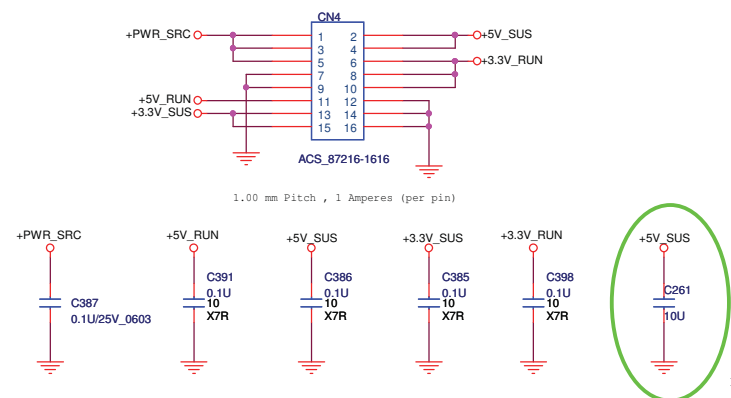 CN4
+PWR_SRC 1 2 +5V_SUS
3 4
5 6 +3.3V_RUN
7 8
9 10
+5V_RUN 11 12
+3.3V_SUS 13 14
15 16
ACS_87216-1616
1.00 mm Pitch , 1 Amperes (per pin)
+PWR_SRC
C387
0.1U/25V_0603
+5V_RUN
C391
0.1U
10
X7R
+5V_SUS
C386
0.1U
10
X7R
+3.3V_SUS
C385
0.1U
10
X7R
+3.3V_RUN
C398
0.1U
10
X7R
+5V_SUS
C261
10U